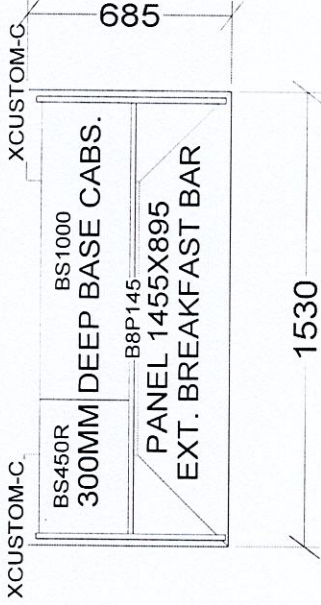 685
XCUSTOM-C
XCUSTOM-C
BS450R
BS1000
300MM DEEP BASE CABS.
B8P145
PANEL 1455X895
EXT. BREAKFAST BAR
1530